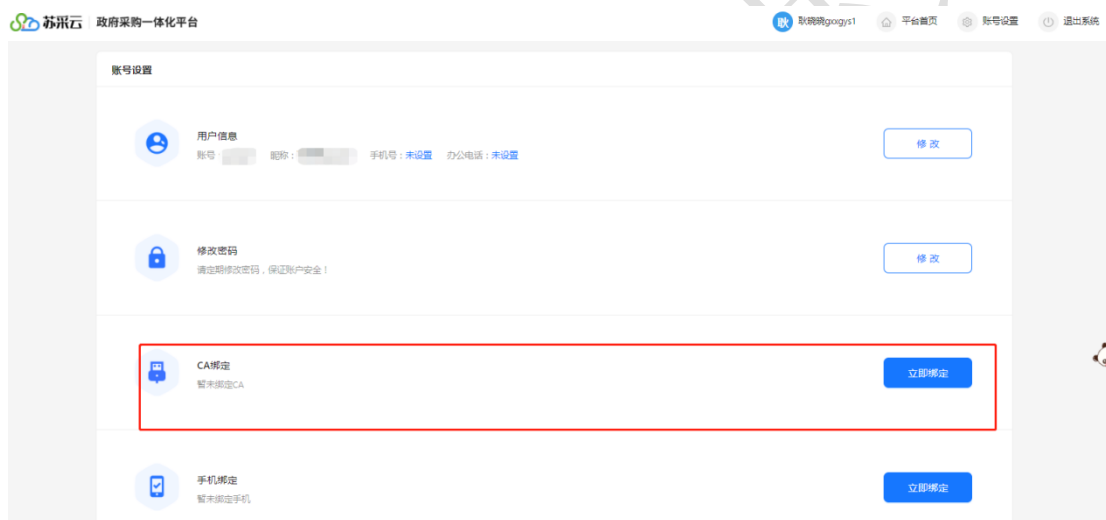 苏采云 政府采购一体化平台
耿 耿晓晓gxxgys1 平台首页 账号设置 退出系统
账号设置
用户信息
账号: 昵称: 手机号:未设置 办公电话:未设置
修改
修改密码
请定期修改密码,保证账户安全!
修改
CA绑定
暂未绑定CA
立即绑定
手机绑定
暂未绑定手机
立即绑定